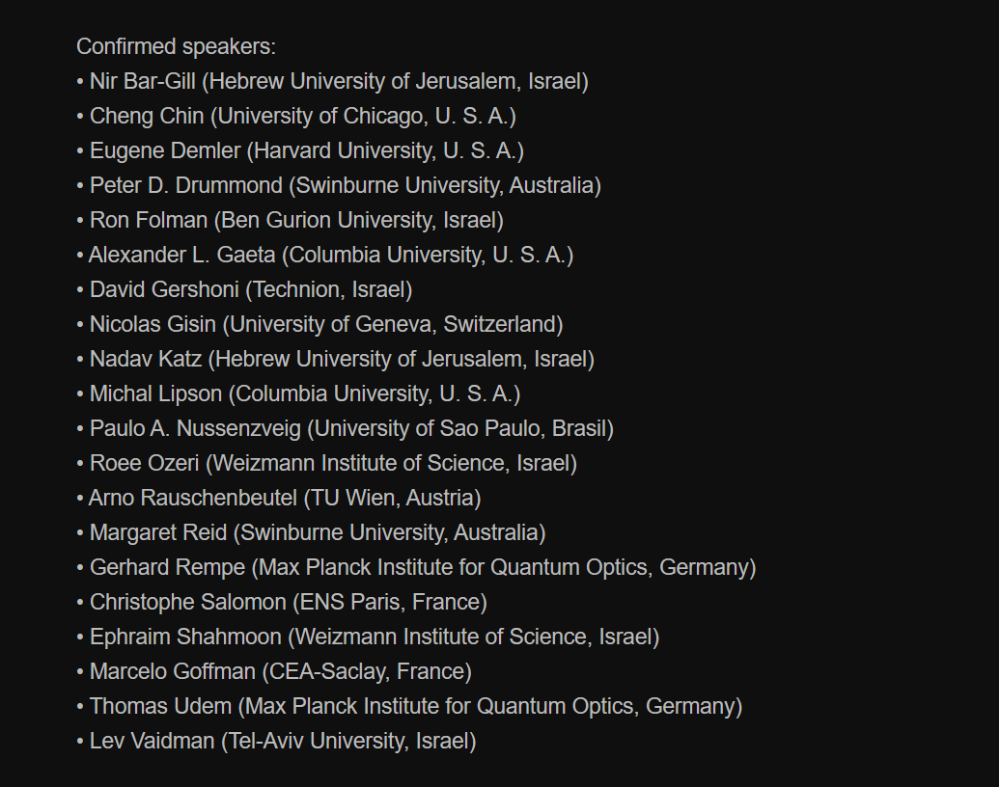 Confirmed speakers:
• Nir Bar-Gill (Hebrew University of Jerusalem, Israel)
• Cheng Chin (University of Chicago, U. S. A.)
• Eugene Demler (Harvard University, U. S. A.)
• Peter D. Drummond (Swinburne University, Australia)
• Ron Folman (Ben Gurion University, Israel)
• Alexander L. Gaeta (Columbia University, U. S. A.)
• David Gershoni (Technion, Israel)
• Nicolas Gisin (University of Geneva, Switzerland)
• Nadav Katz (Hebrew University of Jerusalem, Israel)
• Michal Lipson (Columbia University, U. S. A.)
• Paulo A. Nussenzveig (University of Sao Paulo, Brasil)
• Roee Ozeri (Weizmann Institute of Science, Israel)
• Arno Rauschenbeutel (TU Wien, Austria)
• Margaret Reid (Swinburne University, Australia)
• Gerhard Rempe (Max Planck Institute for Quantum Optics, Germany)
• Christophe Salomon (ENS Paris, France)
• Ephraim Shahmoon (Weizmann Institute of Science, Israel)
• Marcelo Goffman (CEA-Saclay, France)
• Thomas Udem (Max Planck Institute for Quantum Optics, Germany)
• Lev Vaidman (Tel-Aviv University, Israel)